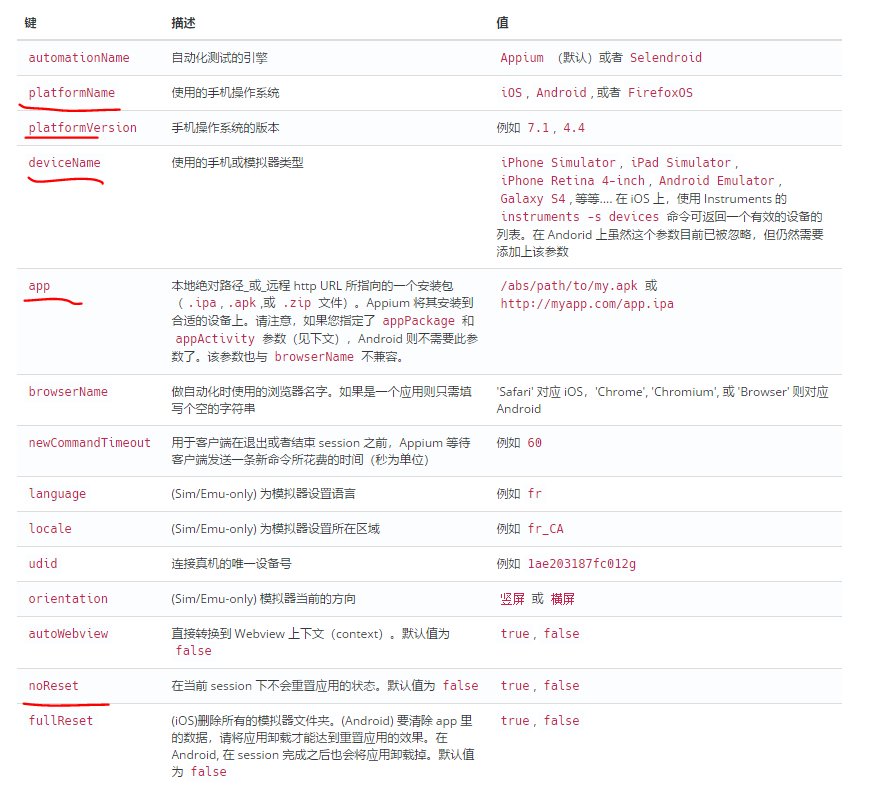 键 描述 值
automationName 自动化测试的引擎 Appium （默认）或者 Selendroid
platformName 使用的手机操作系统 iOS , Android , 或者 FirefoxOS
platformVersion 手机操作系统的版本 例如 7.1 , 4.4
deviceName 使用的手机或模拟器类型 iPhone Simulator , iPad Simulator ,
iPhone Retina 4-inch , Android Emulator ,
Galaxy S4 , 等等.... 在 iOS 上，使用 Instruments 的
instruments -s devices 命令可返回一个有效的设备的
列表。在 Andorid 上虽然这个参数目前已被忽略，但仍然需要
添加上该参数
app 本地绝对路径_或_远程 http URL 所指向的一个安装包 /abs/path/to/my.apk 或
（ .ipa , .apk ,或 .zip 文件）。Appium 将其安装到 http://myapp.com/app.ipa
合适的设备上。请注意，如果您指定了 appPackage 和
appActivity 参数（见下文），Android 则不需要此参
数了。该参数也与 browserName 不兼容。
browserName 做自动化时使用的浏览器名字。如果是一个应用则只需填 'Safari' 对应 iOS，'Chrome', 'Chromium', 或 'Browser' 则对应
写个空的字符串 Android
newCommandTimeout 用于客户端在退出或者结束 session 之前，Appium 等待 例如 60
客户端发送一条新命令所花费的时间（秒为单位）
language (Sim/Emu-only) 为模拟器设置语言 例如 fr
locale (Sim/Emu-only) 为模拟器设置所在区域 例如 fr_CA
udid 连接真机的唯一设备号 例如 1ae203187fc012g
orientation (Sim/Emu-only) 模拟器当前的方向 竖屏 或 横屏
autoWebview 直接转换到 Webview 上下文（context）。默认值为 true , false
false
noReset 在当前 session 下不会重置应用的状态。默认值为 false true , false
fullReset (iOS)删除所有的模拟器文件夹。(Android) 要清除 app 里 true , false
的数据，请将应用卸载才能达到重置应用的效果。在
Android, 在 session 完成之后也会将应用卸载掉。默认值
为 false